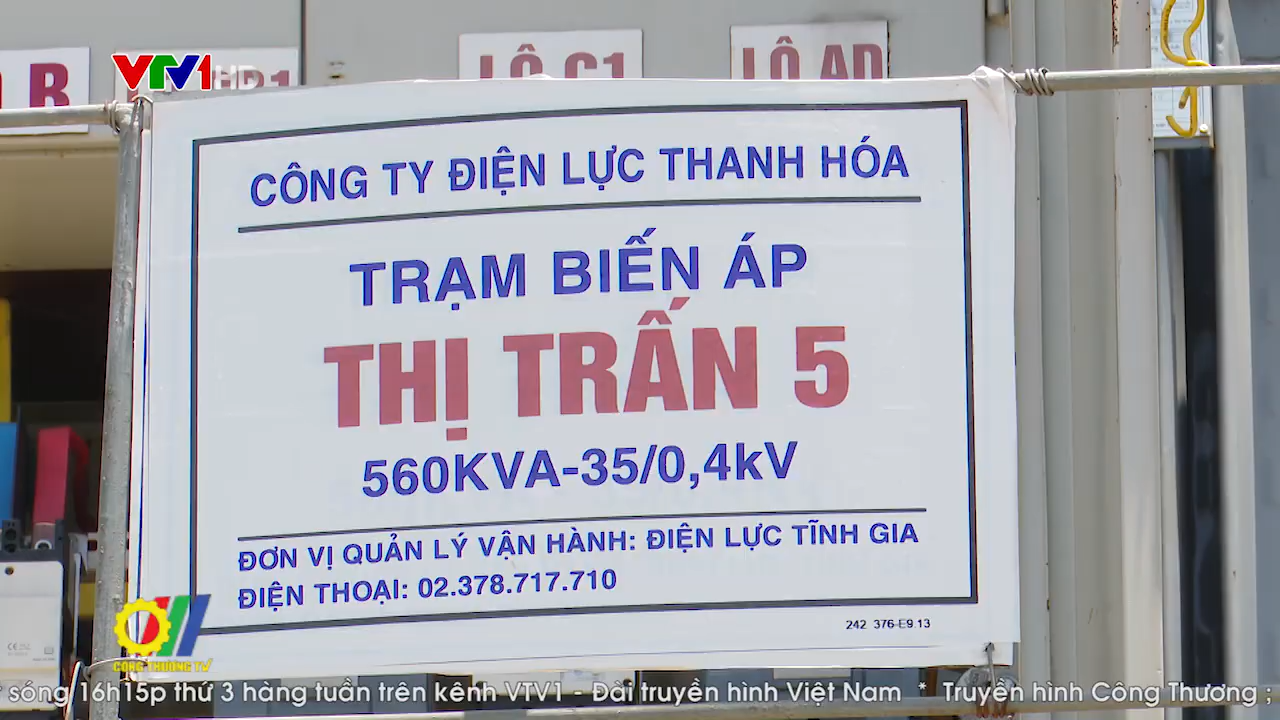 LÔ C1
LÔ AD
VTV1 HD
CÔNG TY ĐIỆN LỰC THANH HÓA
TRẠM BIẾN ÁP
THỊ TRẤN 5
560KVA-35/0,4kV
ĐƠN VỊ QUẢN LÝ VẬN HÀNH: ĐIỆN LỰC TĨNH GIA
ĐIỆN THOẠI: 02.378.717.710
242 376-E9.13
CÔNG THƯƠNG TV
sóng 16h15p thứ 3 hàng tuần trên kênh VTV1 - Đài truyền hình Việt Nam * Truyền hình Công Thương ;